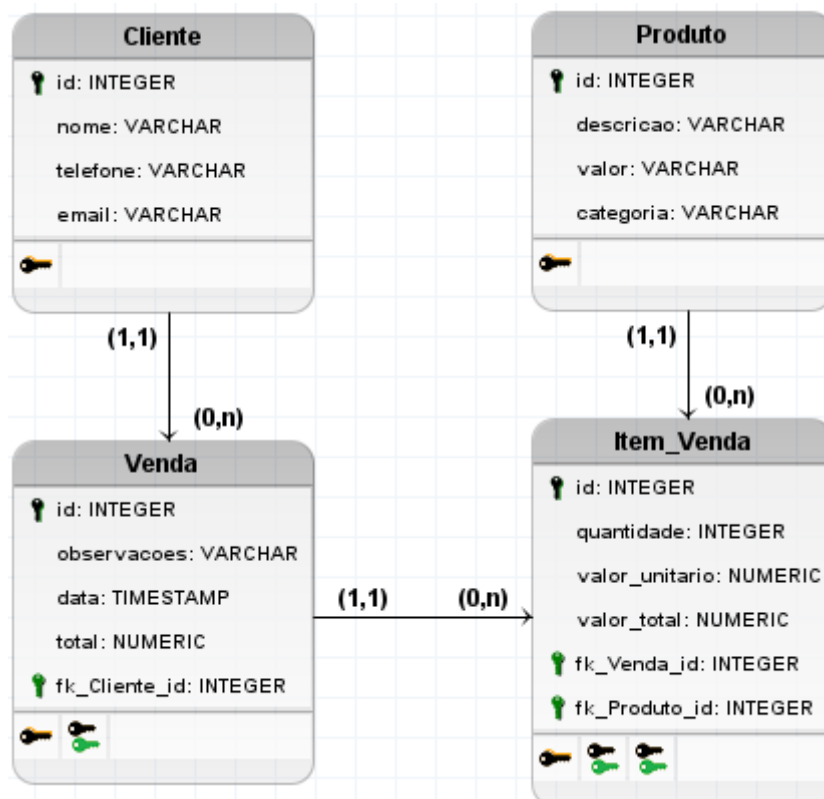 Cliente
id: INTEGER
nome: VARCHAR
telefone: VARCHAR
email: VARCHAR
Produto
id: INTEGER
descricao: VARCHAR
valor: VARCHAR
categoria: VARCHAR
(1,1)
(0,n)
(1,1)
(0,n)
Venda
id: INTEGER
observacoes: VARCHAR
data: TIMESTAMP
total: NUMERIC
fk_Cliente_id: INTEGER
(1,1)
(0,n)
Item_Venda
id: INTEGER
quantidade: INTEGER
valor_unitario: NUMERIC
valor_total: NUMERIC
fk_Venda_id: INTEGER
fk_Produto_id: INTEGER